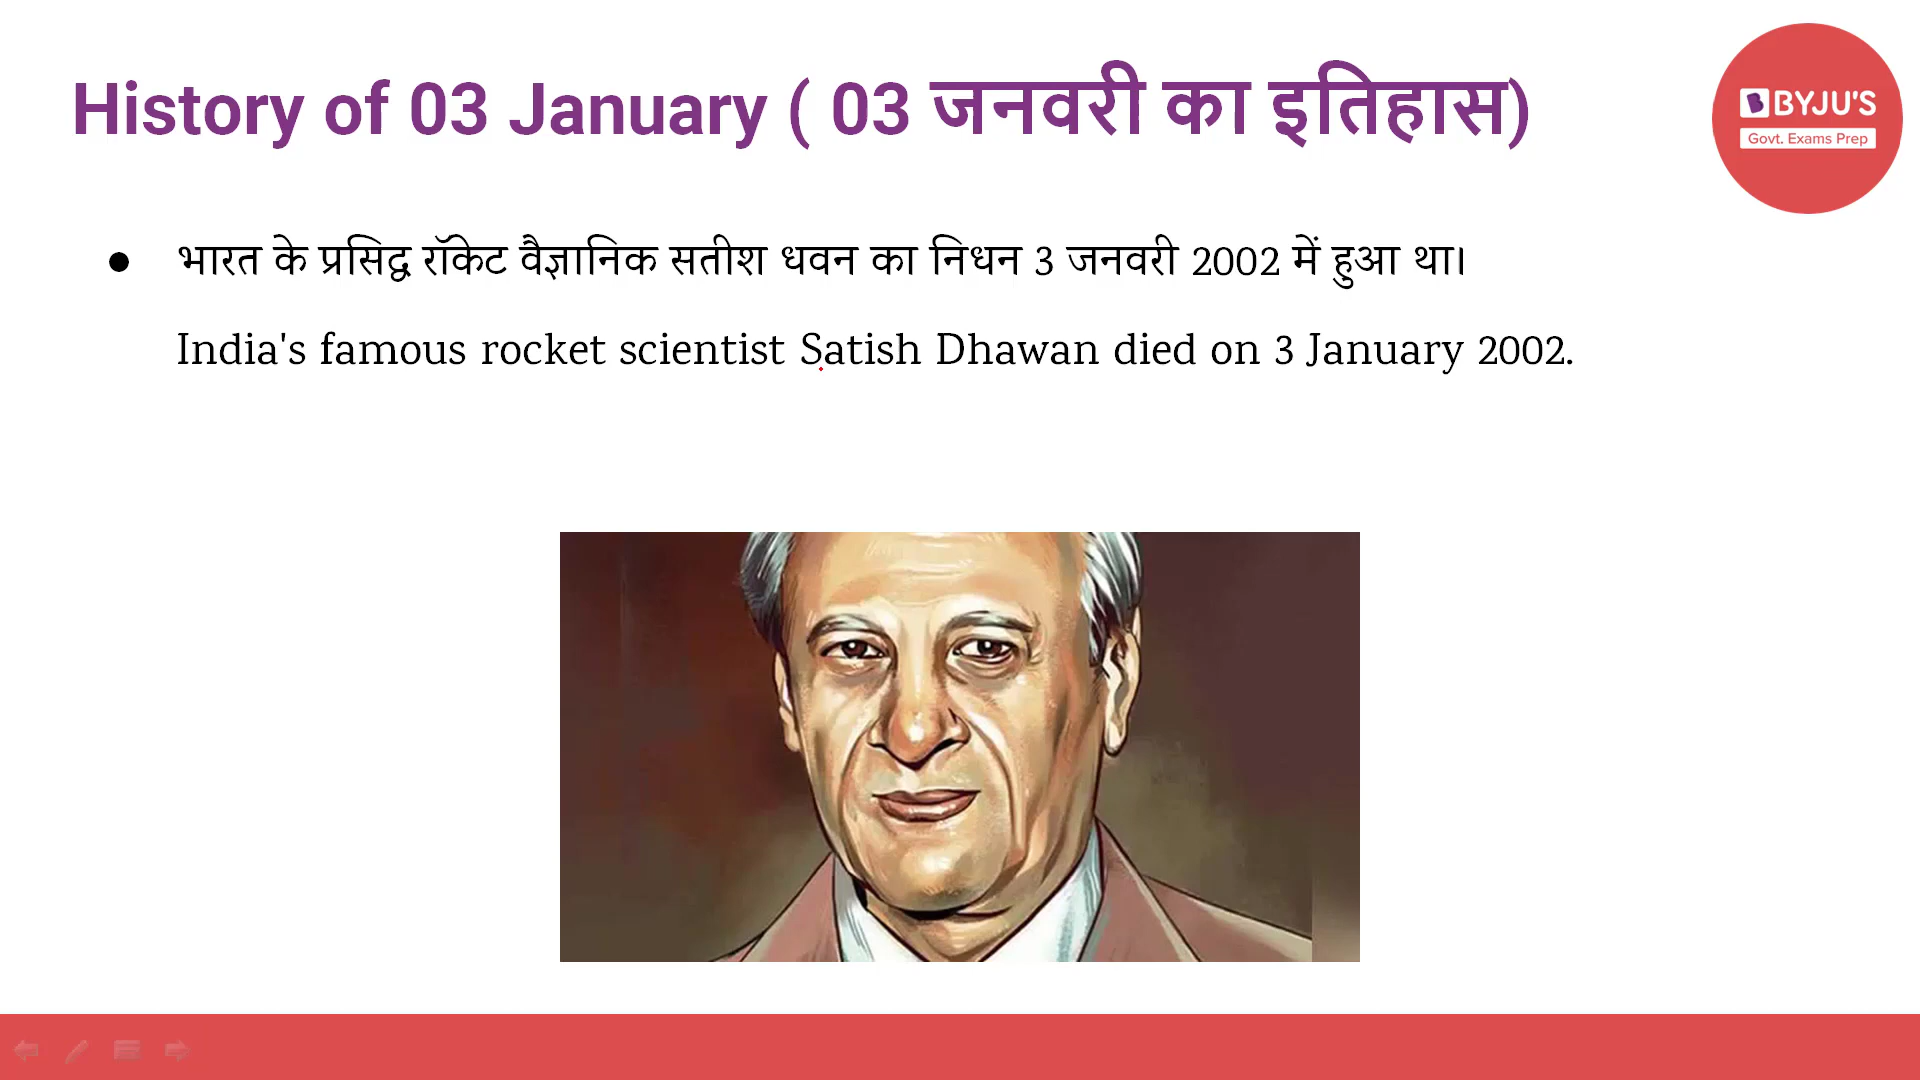 History of 03 January ( 03 जनवरी का इतिहास)
BYJU'S
Govt. Exams Prep
● भारत के प्रसिद्ध रॉकेट वैज्ञानिक सतीश धवन का निधन 3 जनवरी 2002 में हुआ था।
India's famous rocket scientist Satish Dhawan died on 3 January 2002.